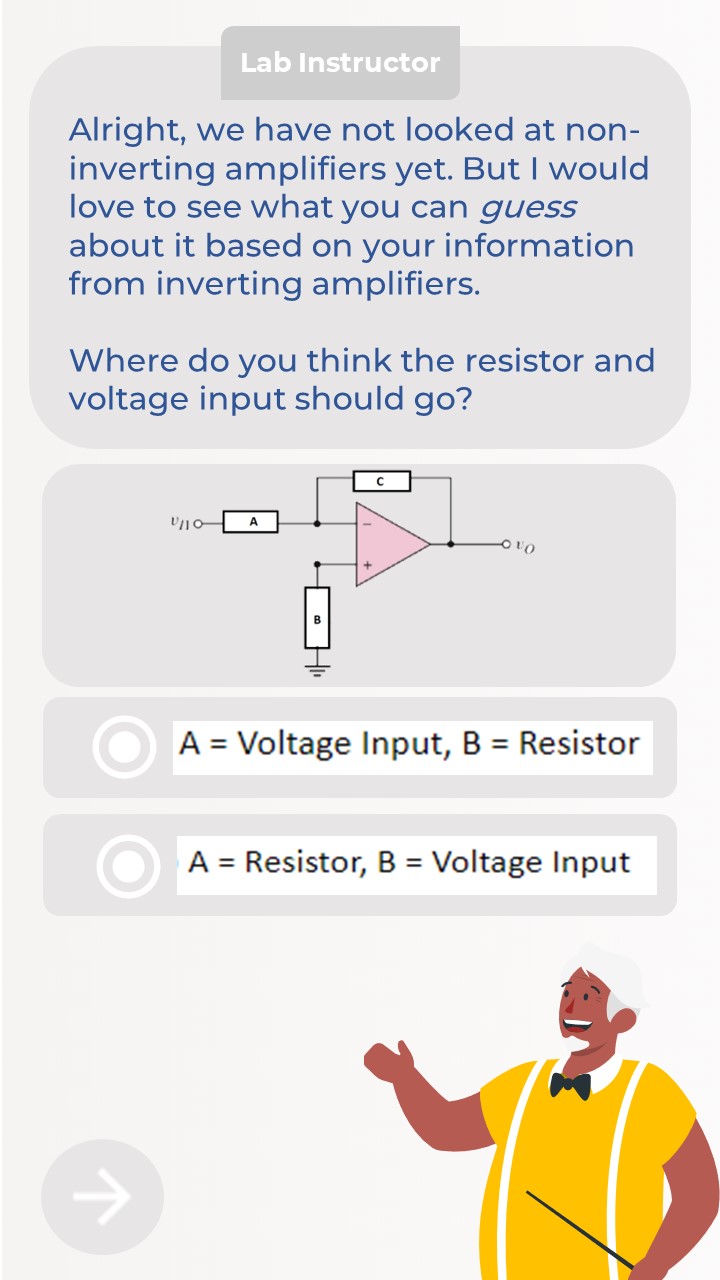 Lab Instructor
Alright, we have not looked at non-
inverting amplifiers yet. But I would
love to see what you can guess
about it based on your information
from inverting amplifiers.
Where do you think the resistor and
voltage input should go?
C
v_I1 A −
v_O
+
B
A = Voltage Input, B = Resistor
A = Resistor, B = Voltage Input